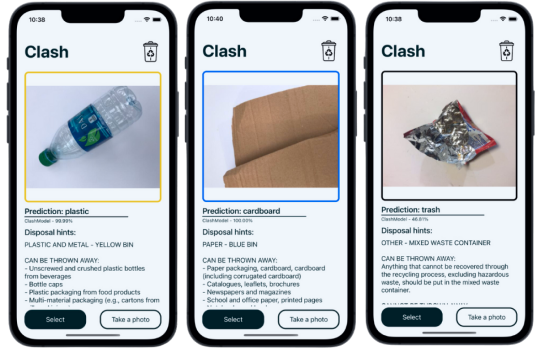 10:38
Clash
Prediction: plastic
ClashModel - 99.99%
Disposal hints:
PLASTIC AND METAL - YELLOW BIN
CAN BE THROWN AWAY:
- Unscrewed and crushed plastic bottles
from beverages
- Bottle caps
- Plastic packaging from food products
- Multi-material packaging (e.g., cartons from
Select
Take a photo
10:40
Clash
Prediction: cardboard
ClashModel - 100.00%
Disposal hints:
PAPER - BLUE BIN
CAN BE THROWN AWAY:
- Paper packaging, cardboard, cardboard
(including corrugated cardboard)
- Catalogues, leaflets, brochures
- Newspapers and magazines
- School and office paper, printed pages
Select
Take a photo
10:38
Clash
Prediction: trash
ClashModel - 46.81%
Disposal hints:
OTHER - MIXED WASTE CONTAINER
CAN BE THROWN AWAY:
Anything that cannot be recovered through
the recycling process, excluding hazardous
waste, should be put in the mixed waste
container.
Select
Take a photo